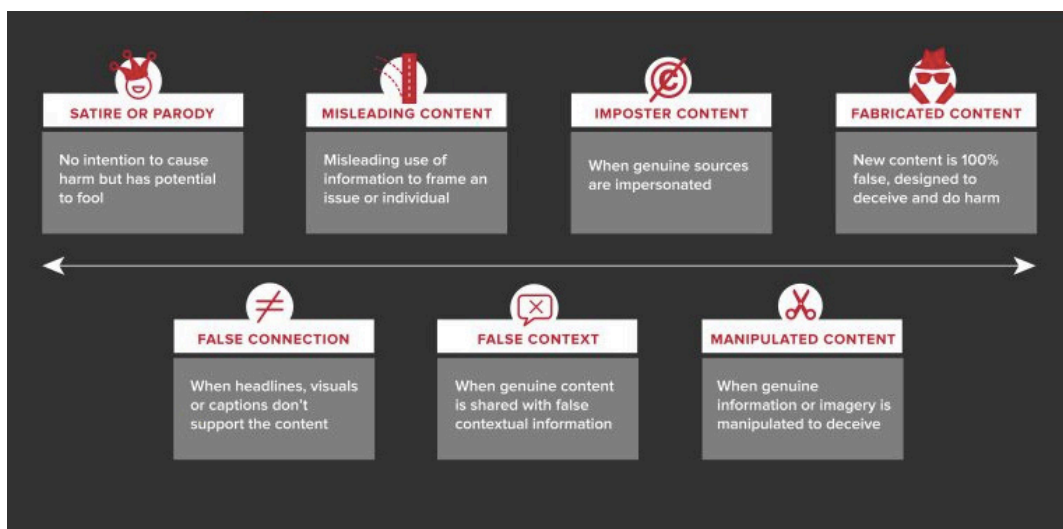 SATIRE OR PARODY
No intention to cause
harm but has potential
to fool
MISLEADING CONTENT
Misleading use of
information to frame an
issue or individual
IMPOSTER CONTENT
When genuine sources
are impersonated
FABRICATED CONTENT
New content is 100%
false, designed to
deceive and do harm
FALSE CONNECTION
When headlines, visuals
or captions don’t
support the content
FALSE CONTEXT
When genuine content
is shared with false
contextual information
MANIPULATED CONTENT
When genuine
information or imagery is
manipulated to deceive